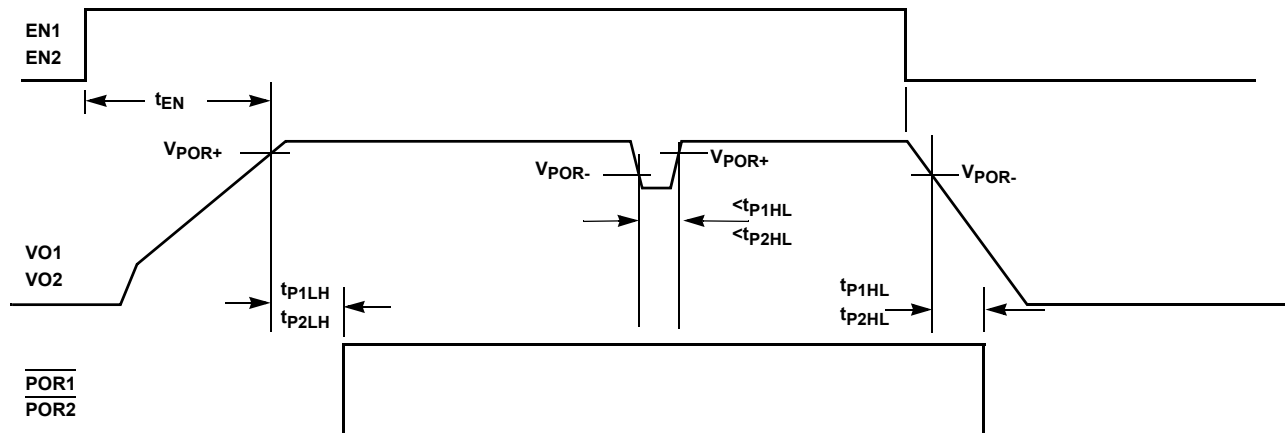 EN1
EN2
tEN
VPOR+
VPOR-
VPOR+
VPOR-
<tP1HL
<tP2HL
VO1
VO2
tP1LH
tP2LH
tP1HL
tP2HL
POR1
POR2